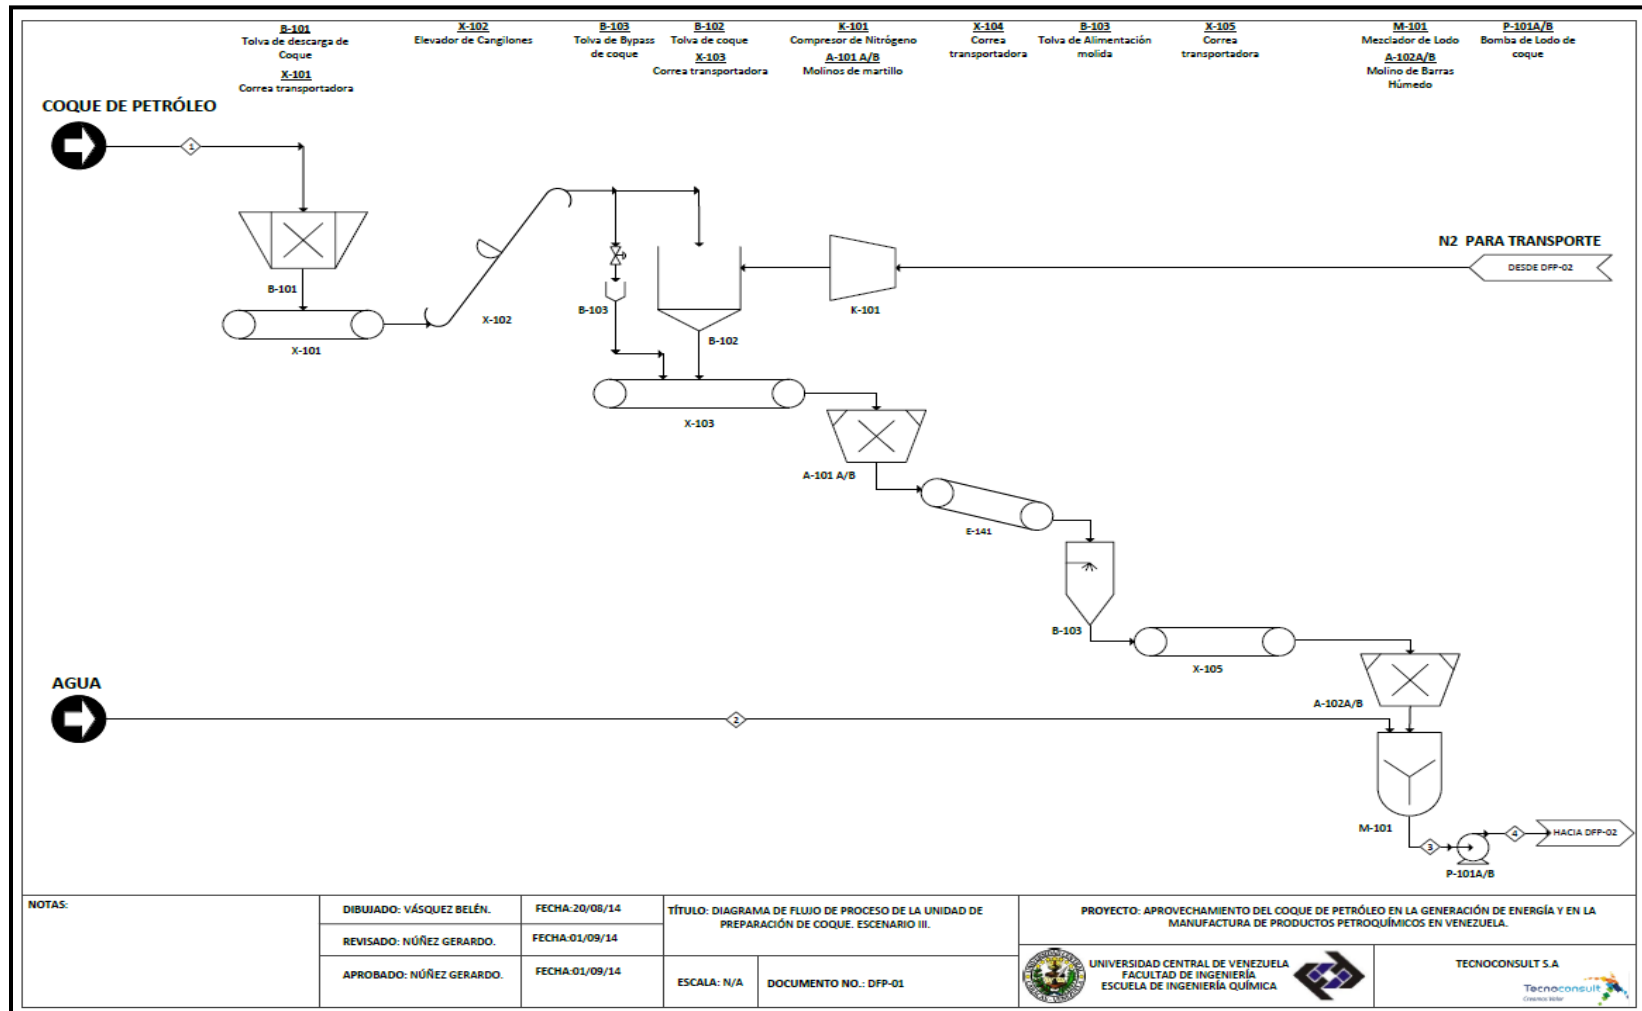 B-101
Tolva de descarga de
Coque
X-101
Correa transportadora
X-102
Elevador de Cangilones
B-103
Tolva de Bypass
de coque
B-102
Tolva de coque
X-103
Correa transportadora
K-101
Compresor de Nitrógeno
A-101 A/B
Molinos de martillo
X-104
Correa
transportadora
B-103
Tolva de Alimentación
molida
X-105
Correa
transportadora
M-101
Mezclador de Lodo
A-102A/B
Molino de Barras
Húmedo
P-101A/B
Bomba de Lodo de
coque
COQUE DE PETRÓLEO
1
N2 PARA TRANSPORTE
DESDE DFP-02
B-101
X-101
X-102
B-103
B-102
K-101
X-103
A-101 A/B
E-141
B-103
X-105
A-102A/B
AGUA
2
M-101
3
4
HACIA DFP-02
P-101A/B
NOTAS:
DIBUJADO: VÁSQUEZ BELÉN.
FECHA:20/08/14
REVISADO: NÚÑEZ GERARDO.
FECHA:01/09/14
APROBADO: NÚÑEZ GERARDO.
FECHA:01/09/14
TÍTULO: DIAGRAMA DE FLUJO DE PROCESO DE LA UNIDAD DE
PREPARACIÓN DE COQUE. ESCENARIO III.
ESCALA: N/A
DOCUMENTO NO.: DFP-01
PROYECTO: APROVECHAMIENTO DEL COQUE DE PETRÓLEO EN LA GENERACIÓN DE ENERGÍA Y EN LA
MANUFACTURA DE PRODUCTOS PETROQUÍMICOS EN VENEZUELA.
UNIVERSIDAD CENTRAL DE VENEZUELA
FACULTAD DE INGENIERÍA
ESCUELA DE INGENIERÍA QUÍMICA
TECNOCONSULT S.A
Tecnoconsult